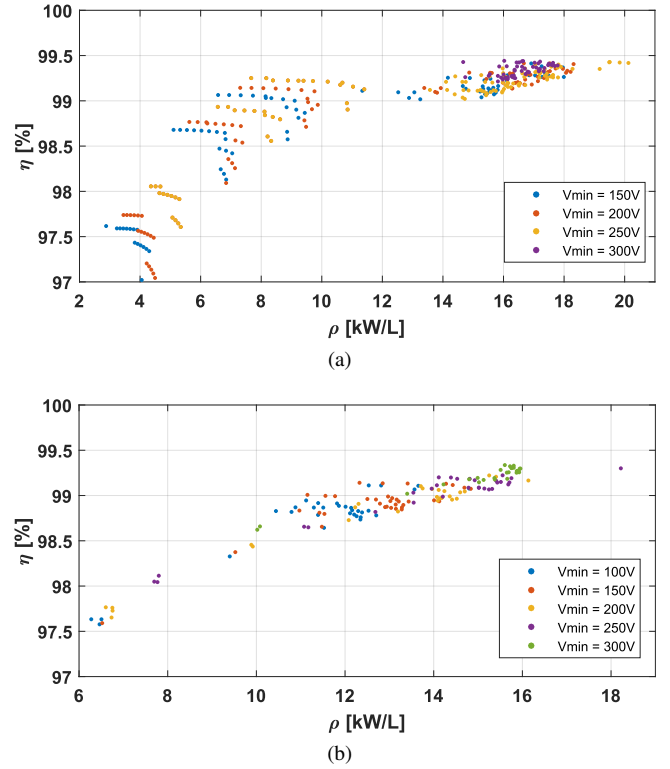 100
99.5
99
98.5
98
97.5
97
η [%]
2 4 6 8 10 12 14 16 18 20
ρ [kW/L]
Vmin = 150V
Vmin = 200V
Vmin = 250V
Vmin = 300V
(a)
100
99.5
99
98.5
98
97.5
97
η [%]
6 8 10 12 14 16 18
ρ [kW/L]
Vmin = 100V
Vmin = 150V
Vmin = 200V
Vmin = 250V
Vmin = 300V
(b)